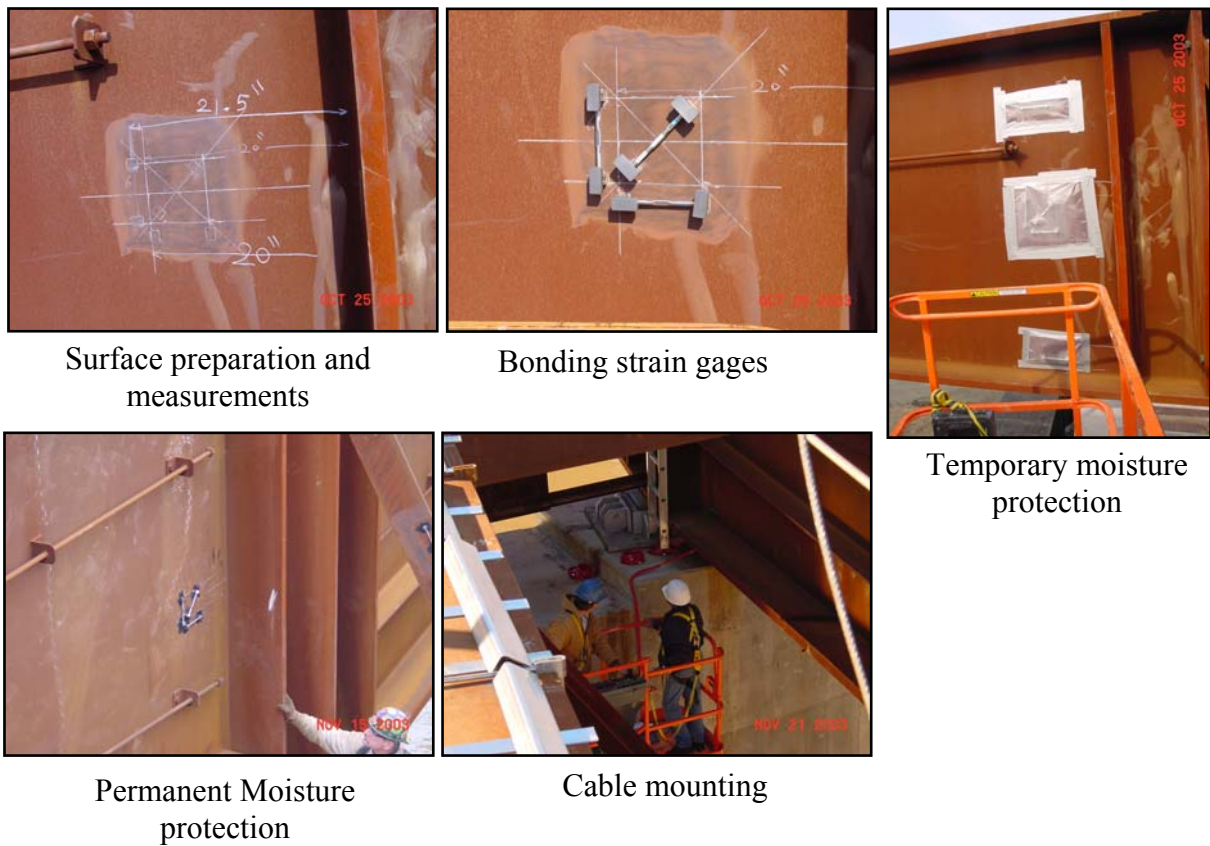 21.5"
20"
20"
OCT 25 2003
Surface preparation and
measurements
20"
OCT 25 2003
Bonding strain gages
OCT 25 2003
Temporary moisture
protection
NOV 15 2003
Permanent Moisture
protection
NOV 21 2003
Cable mounting